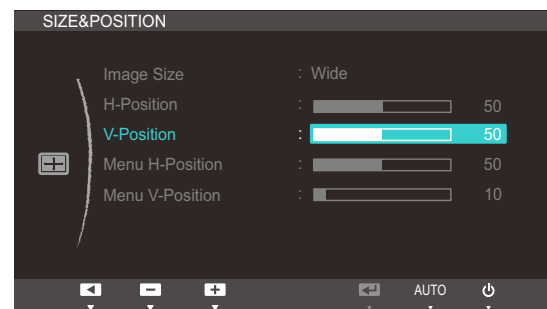 SIZE&POSITION
Image Size : Wide
H-Position : 50
V-Position : 50
Menu H-Position : 50
Menu V-Position : 10
AUTO